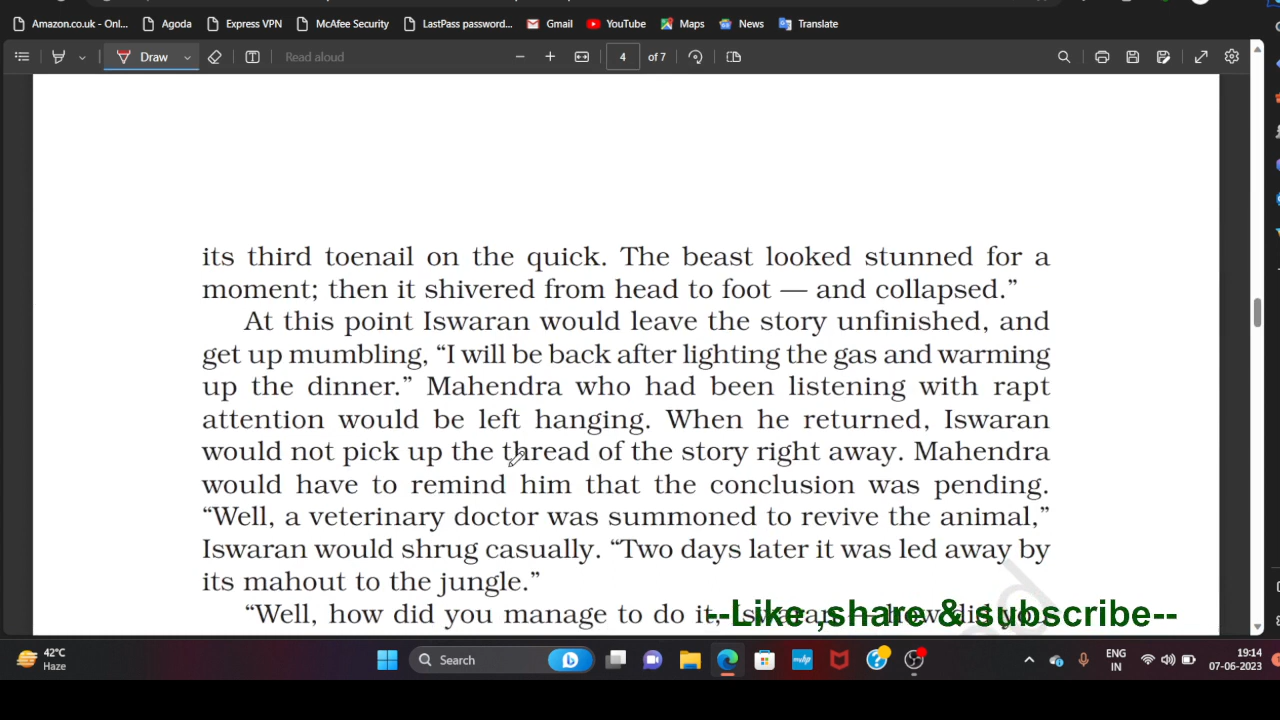 Amazon.co.uk - Onl... Agoda Express VPN McAfee Security LastPass password... Gmail YouTube Maps News Translate
Draw Read aloud 4 of 7
its third toenail on the quick. The beast looked stunned for a
moment; then it shivered from head to foot — and collapsed.”
At this point Iswaran would leave the story unfinished, and
get up mumbling, “I will be back after lighting the gas and warming
up the dinner.” Mahendra who had been listening with rapt
attention would be left hanging. When he returned, Iswaran
would not pick up the thread of the story right away. Mahendra
would have to remind him that the conclusion was pending.
“Well, a veterinary doctor was summoned to revive the animal,”
Iswaran would shrug casually. “Two days later it was led away by
its mahout to the jungle.”
“Well, how did you manage to do it, Iswaran — how did you
--Like ,share & subscribe--
42°C
Haze
Search
ENG
IN
19:14
07-06-2023